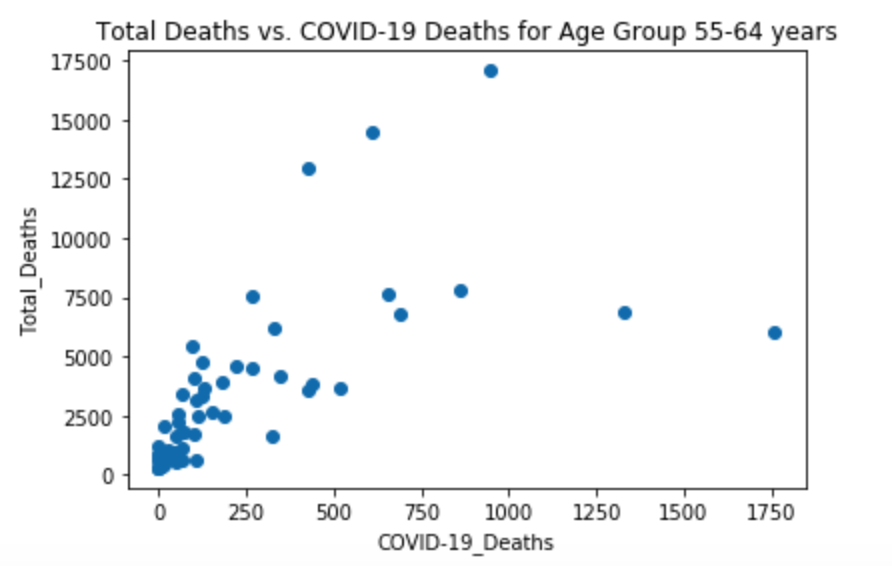 Total Deaths vs. COVID-19 Deaths for Age Group 55-64 years
17500
15000
12500
10000
7500
5000
2500
0
Total_Deaths
0 250 500 750 1000 1250 1500 1750
COVID-19_Deaths